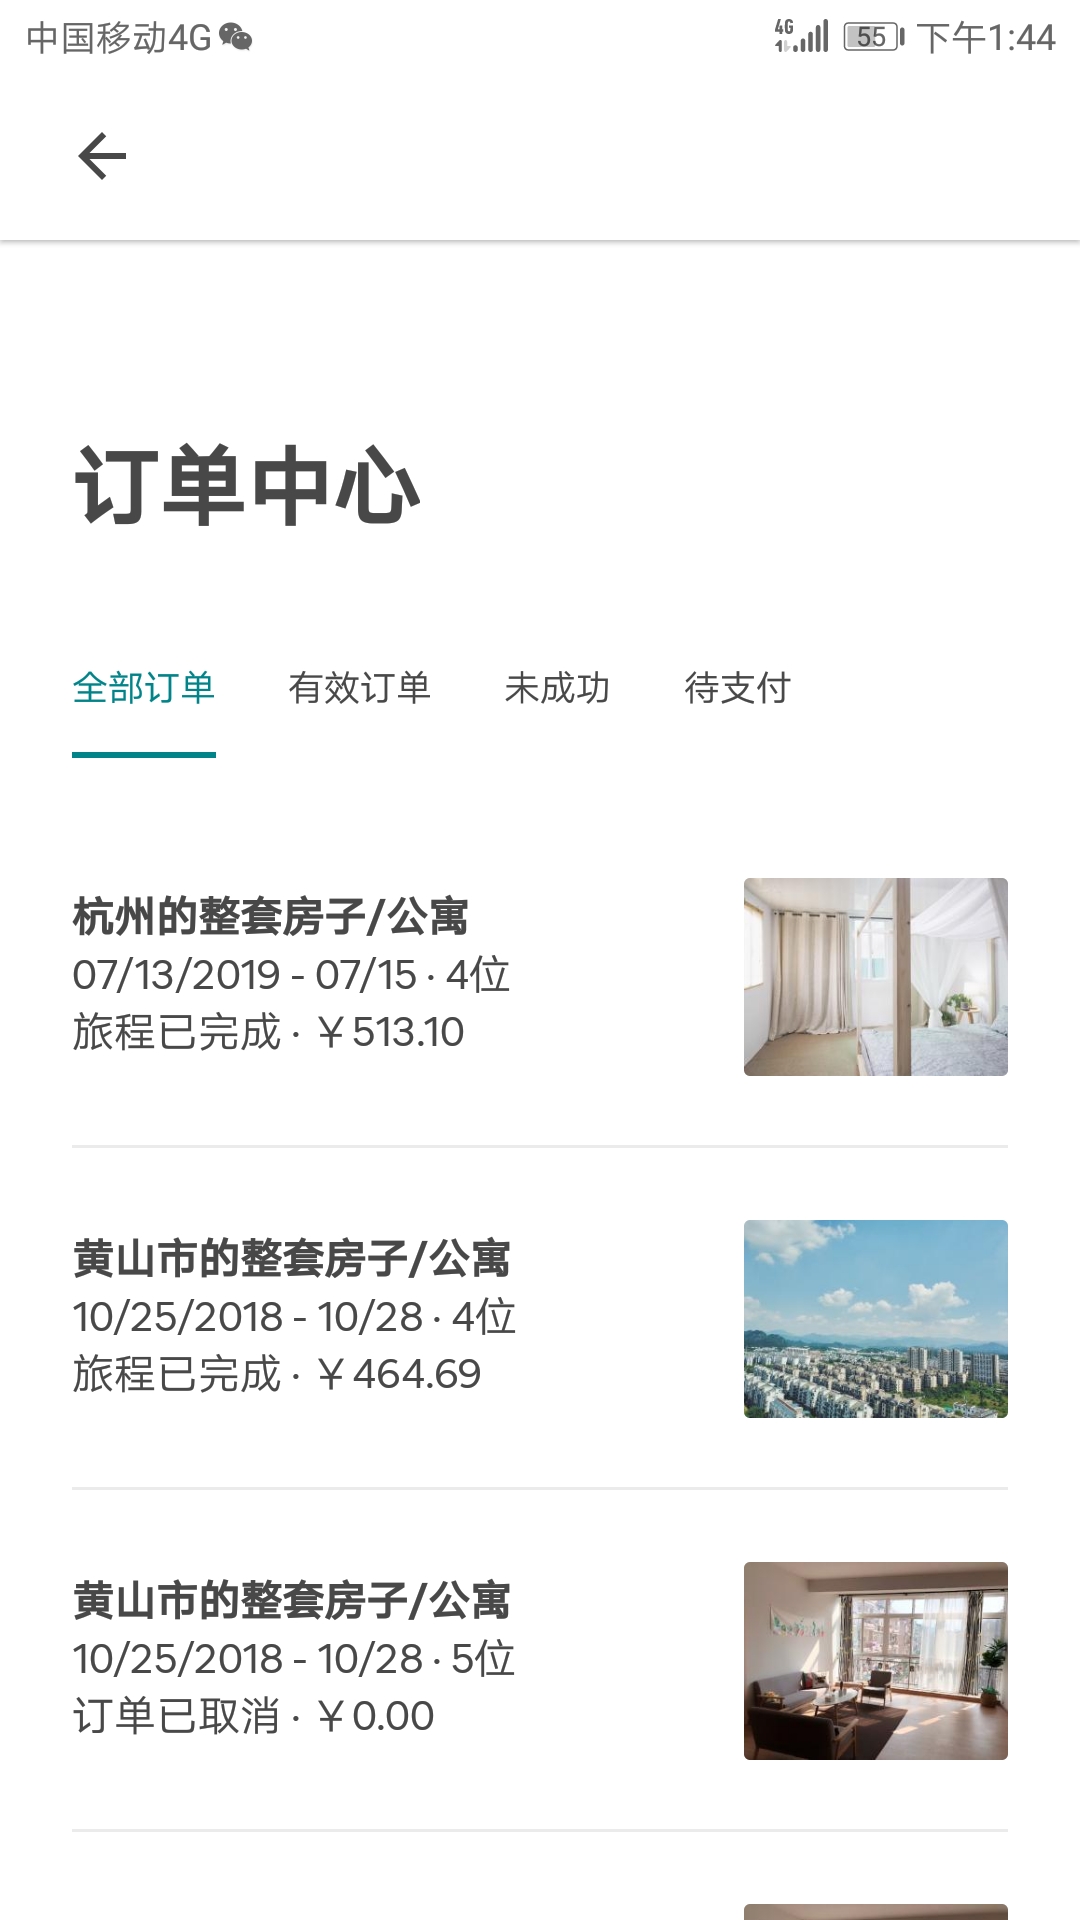 中国移动4G
4G 55 下午1:44
订单中心
全部订单 有效订单 未成功 待支付
杭州的整套房子/公寓
07/13/2019 - 07/15 · 4位
旅程已完成 · ￥513.10
黄山市的整套房子/公寓
10/25/2018 - 10/28 · 4位
旅程已完成 · ￥464.69
黄山市的整套房子/公寓
10/25/2018 - 10/28 · 5位
订单已取消 · ￥0.00